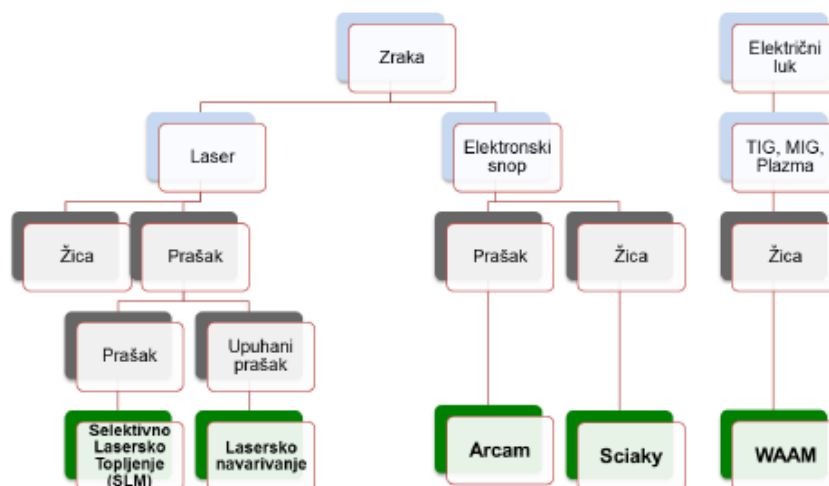 Zraka
Električni
luk
Laser
Elektronski
snop
TIG, MIG,
Plazma
Žica
Prašak
Prašak
Žica
Žica
Prašak
Upuhani
prašak
Selektivno
Lasersko
Topljenje
(SLM)
Lasersko
navarivanje
Arcam
Sciaky
WAAM